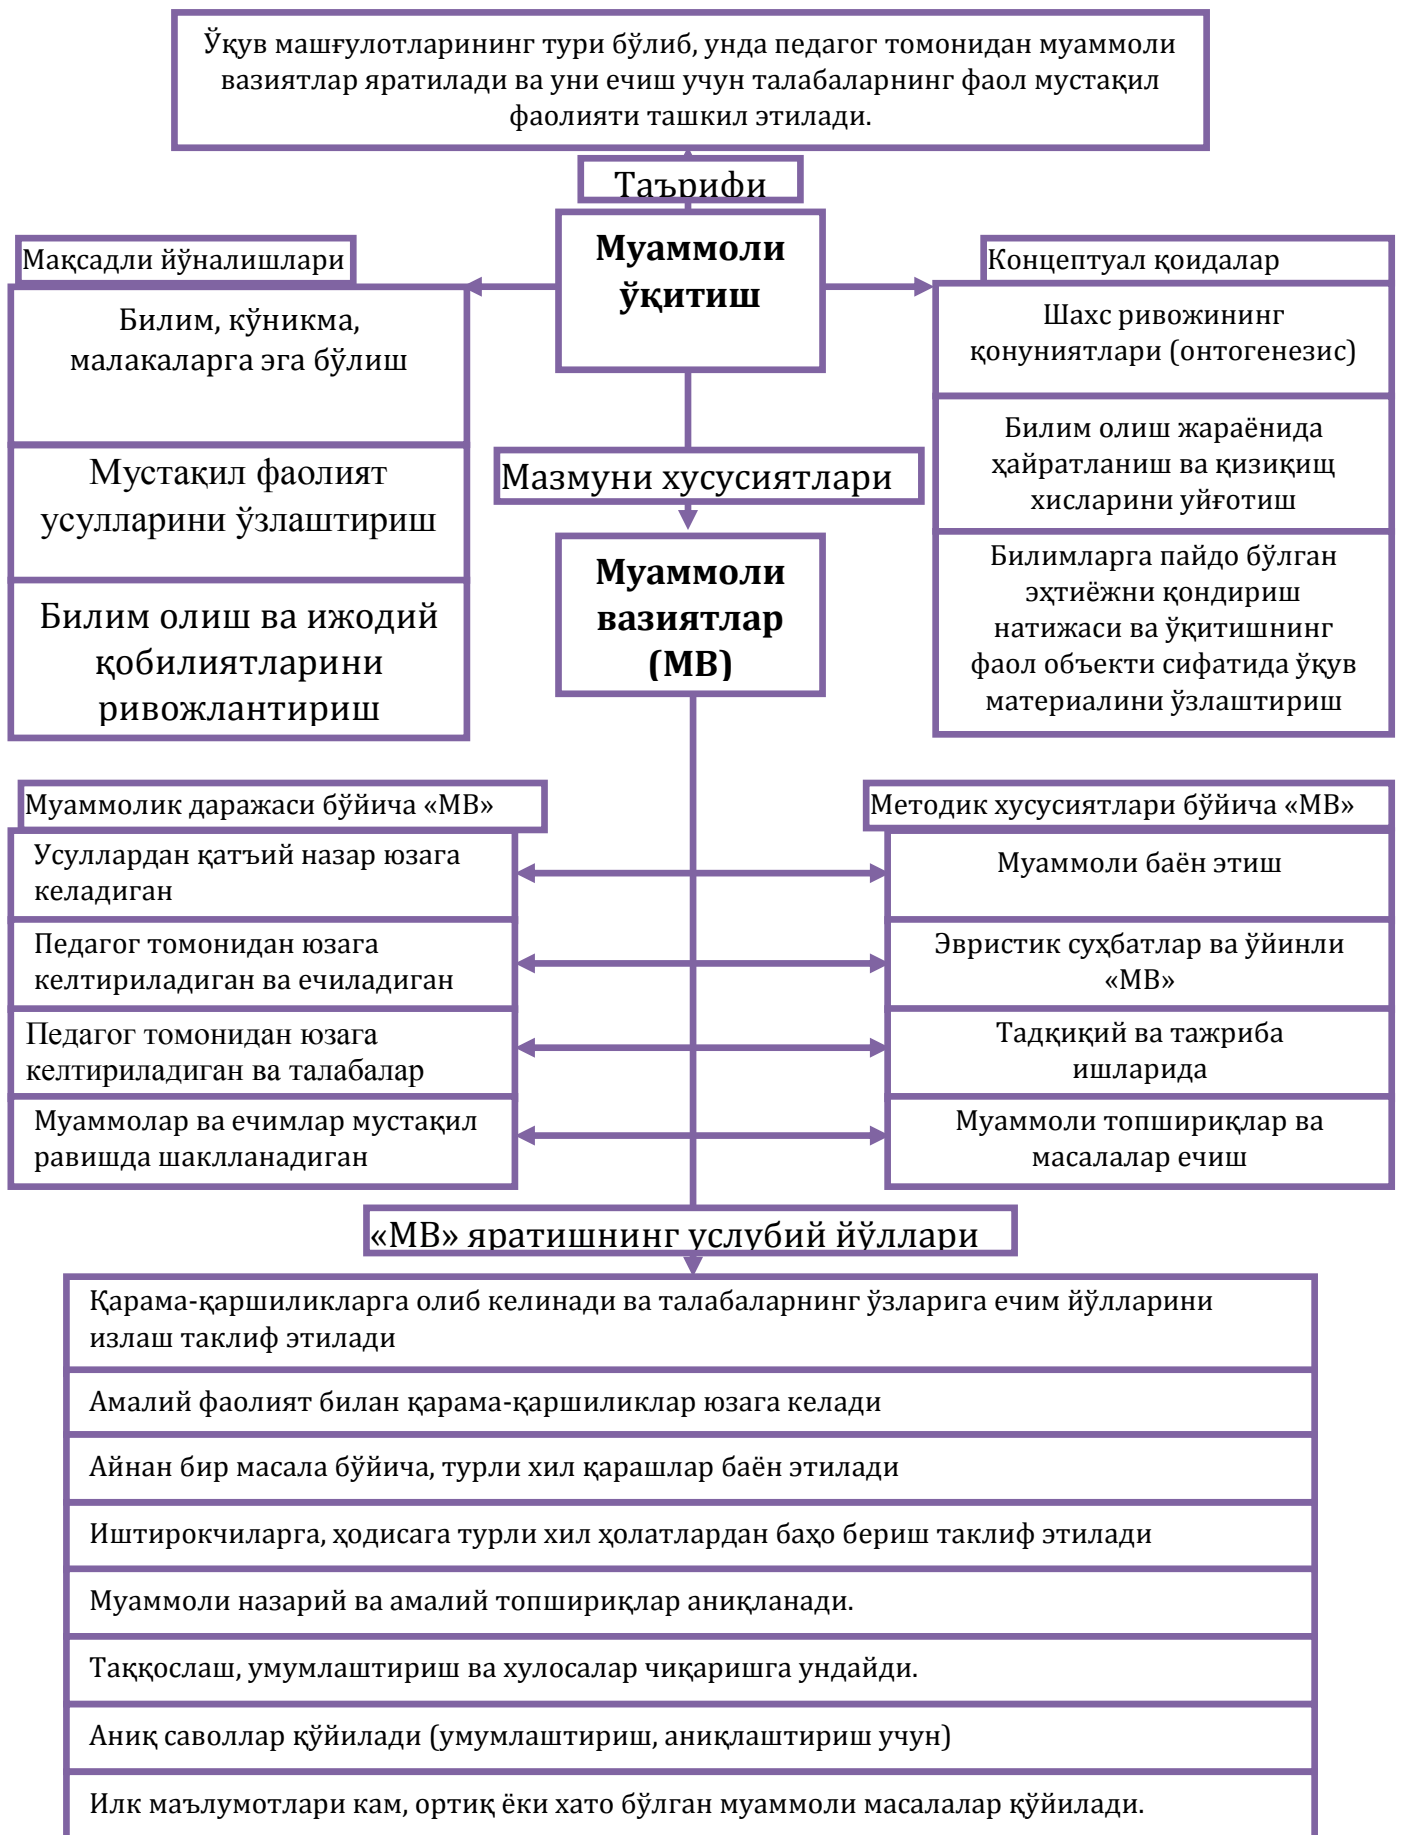 Ўқув машғулотларининг тури бўлиб, унда педагог томонидан муаммоли
вазиятлар яратилади ва уни ечиш учун талабаларнинг фаол мустақил
фаолияти ташкил этилади.
Таърифи
Муаммоли
ўқитиш
Мақсадли йўналишлари
Билим, кўникма,
малакаларга эга бўлиш
Мустақил фаолият
усулларини ўзлаштириш
Билим олиш ва ижодий
қобилиятларини
ривожлантириш
Концептуал қоидалар
Шахс ривожининг
қонуниятлари (онтогенезис)
Билим олиш жараёнида
ҳайратланиш ва қизиқищ
хисларини уйғотиш
Билимларга пайдо бўлган
эҳтиёжни қондириш
натижаси ва ўқитишнинг
фаол объекти сифатида ўқув
материалини ўзлаштириш
Мазмуни хусусиятлари
Муаммоли
вазиятлар
(МВ)
Муаммолик даражаси бўйича «МВ»
Усуллардан қатъий назар юзага
келадиган
Педагог томонидан юзага
келтириладиган ва ечиладиган
Педагог томонидан юзага
келтириладиган ва талабалар
Муаммолар ва ечимлар мустақил
равишда шаклланадиган
Методик хусусиятлари бўйича «МВ»
Муаммоли баён этиш
Эвристик суҳбатлар ва ўйинли
«МВ»
Тадқиқий ва тажриба
ишларида
Муаммоли топшириқлар ва
масалалар ечиш
«МВ» яратишнинг услубий йўллари
Қарама-қаршиликларга олиб келинади ва талабаларнинг ўзларига ечим йўлларини
излаш таклиф этилади
Амалий фаолият билан қарама-қаршиликлар юзага келади
Айнан бир масала бўйича, турли хил қарашлар баён этилади
Иштирокчиларга, ҳодисага турли хил ҳолатлардан баҳо бериш таклиф этилади
Муаммоли назарий ва амалий топшириқлар аниқланади.
Таққослаш, умумлаштириш ва хулосалар чиқаришга ундайди.
Аниқ саволлар қўйилади (умумлаштириш, аниқлаштириш учун)
Илк маълумотлари кам, ортиқ ёки хато бўлган муаммоли масалалар қўйилади.